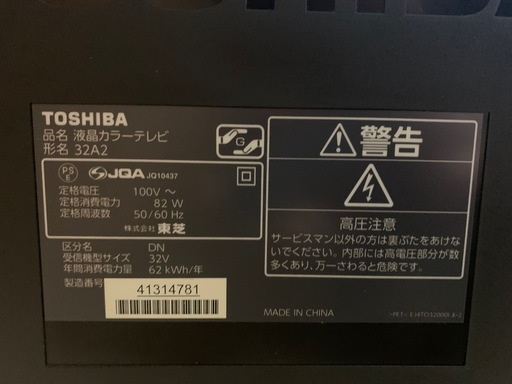 TOSHIBA
品名 液晶カラーテレビ
形名 32A2
G
PS
E
JQA JQ10437
定格電圧 100V ～
定格消費電力 82 W
定格周波数 50/60 Hz
株式会社 東芝
区分名 DN
受信機型サイズ 32V
年間消費電力量 62 kWh/年
製造番号 41314781
警告
高圧注意
サービスマン以外の方は裏ぶたをあけな
いでください。内部には高電圧部分が数
多くあり、万一さわると危険です。
MADE IN CHINA